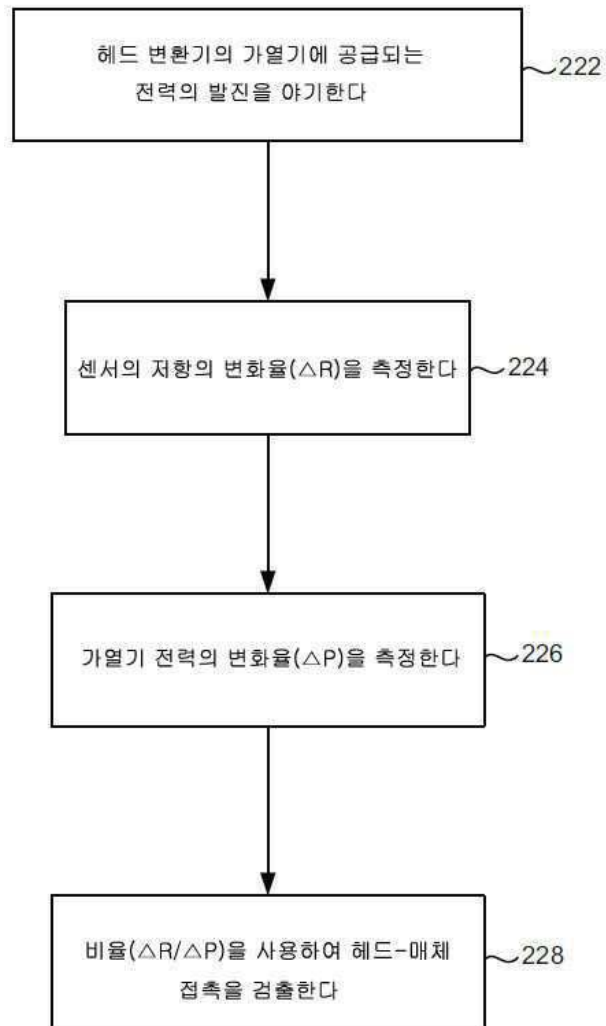 헤드 변환기의 가열기에 공급되는
전력의 발진을 야기한다
222
센서의 저항의 변화율(△R)을 측정한다
224
가열기 전력의 변화율(△P)을 측정한다
226
비율(△R/△P)을 사용하여 헤드-매체
접촉을 검출한다
228